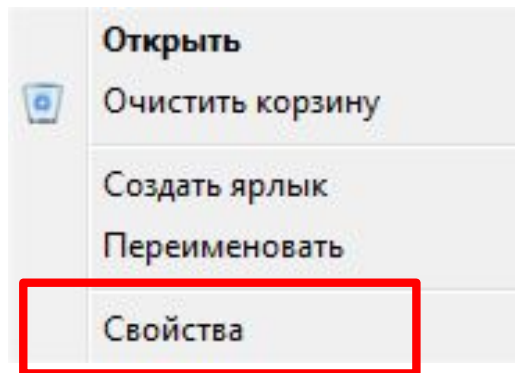 Открыть
Очистить корзину
Создать ярлык
Переименовать
Свойства